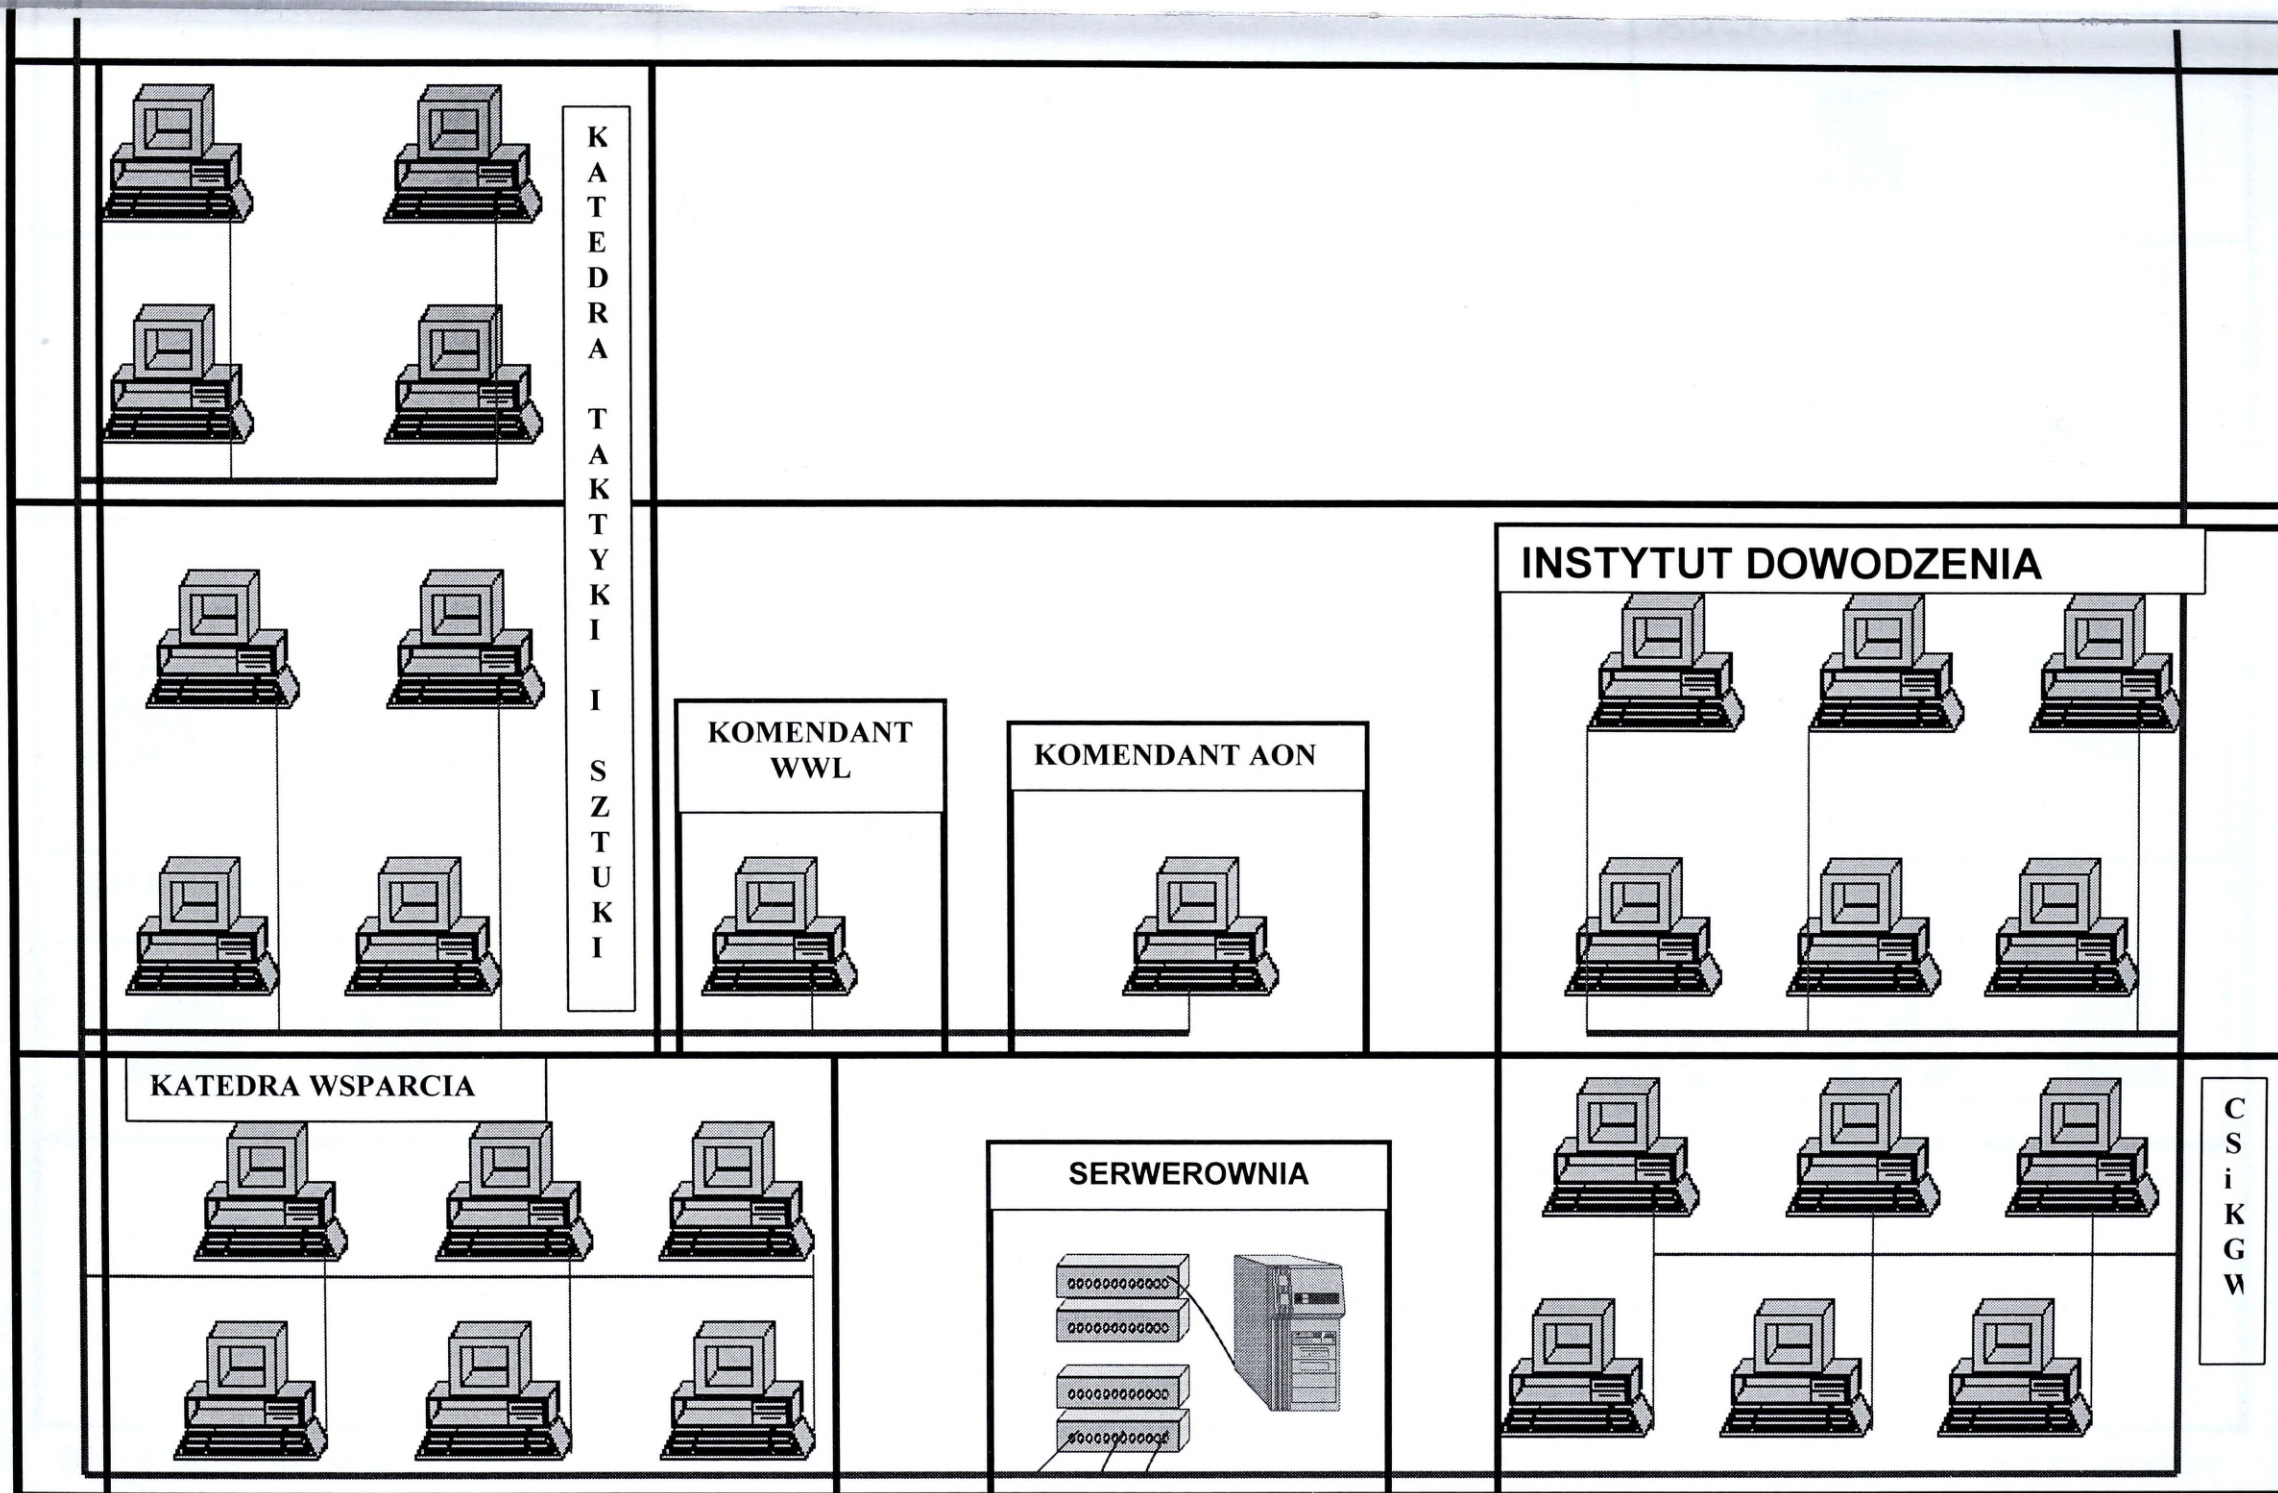 KATEDRA TAKTYKI I SZTUKI
INSTYTUT DOWODZENIA
KOMENDANT
WWL
KOMENDANT AON
KATEDRA WSPARCIA
SERWEROWNIA
CSiKGW